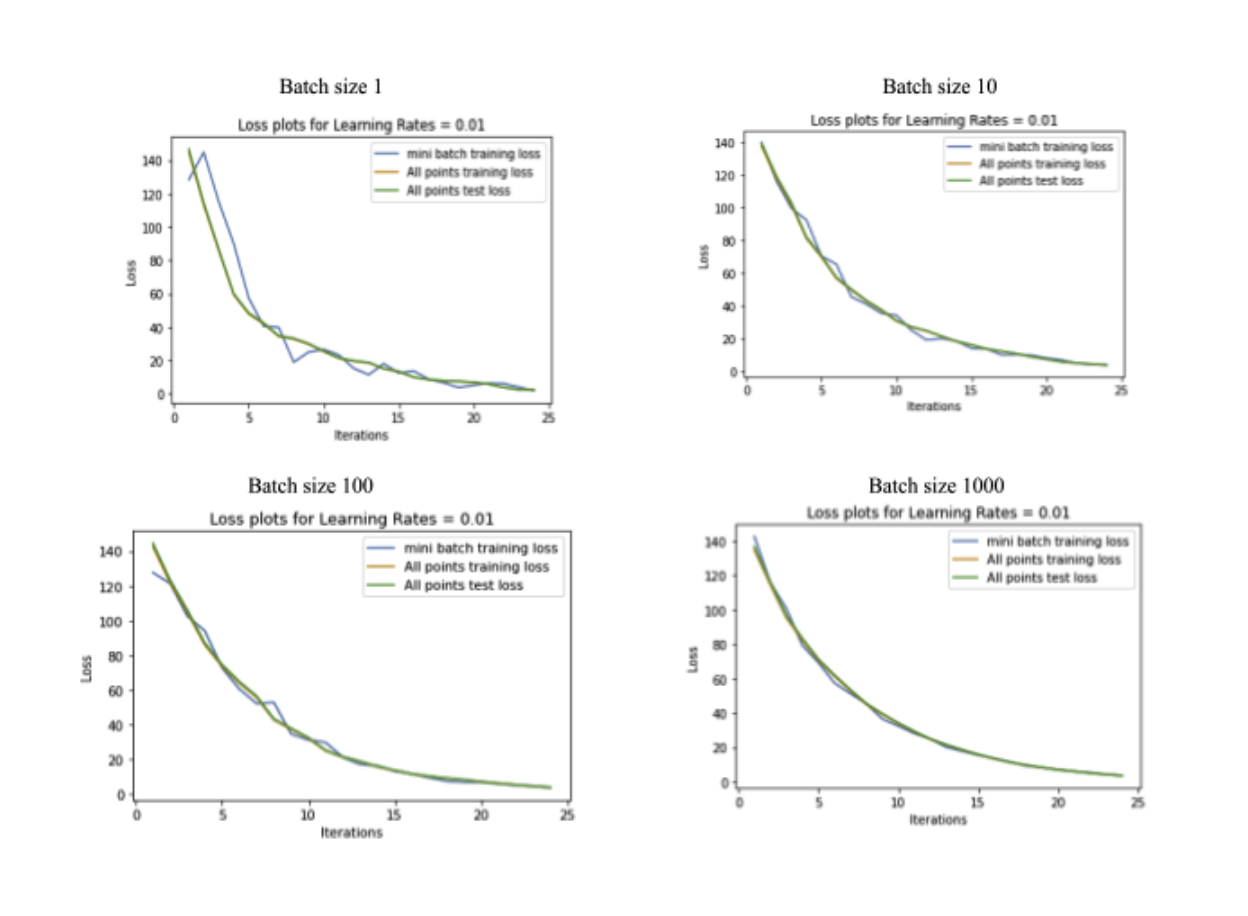 Batch size 1
Loss plots for Learning Rates = 0.01
mini batch training loss
All points training loss
All points test loss
Loss
140
120
100
80
60
40
20
0
0 5 10 15 20 25
Iterations
Batch size 10
Loss plots for Learning Rates = 0.01
mini batch training loss
All points training loss
All points test loss
Loss
140
120
100
80
60
40
20
0
0 5 10 15 20 25
Iterations
Batch size 100
Loss plots for Learning Rates = 0.01
mini batch training loss
All points training loss
All points test loss
Loss
140
120
100
80
60
40
20
0
0 5 10 15 20 25
Iterations
Batch size 1000
Loss plots for Learning Rates = 0.01
mini batch training loss
All points training loss
All points test loss
Loss
140
120
100
80
60
40
20
0
0 5 10 15 20 25
Iterations